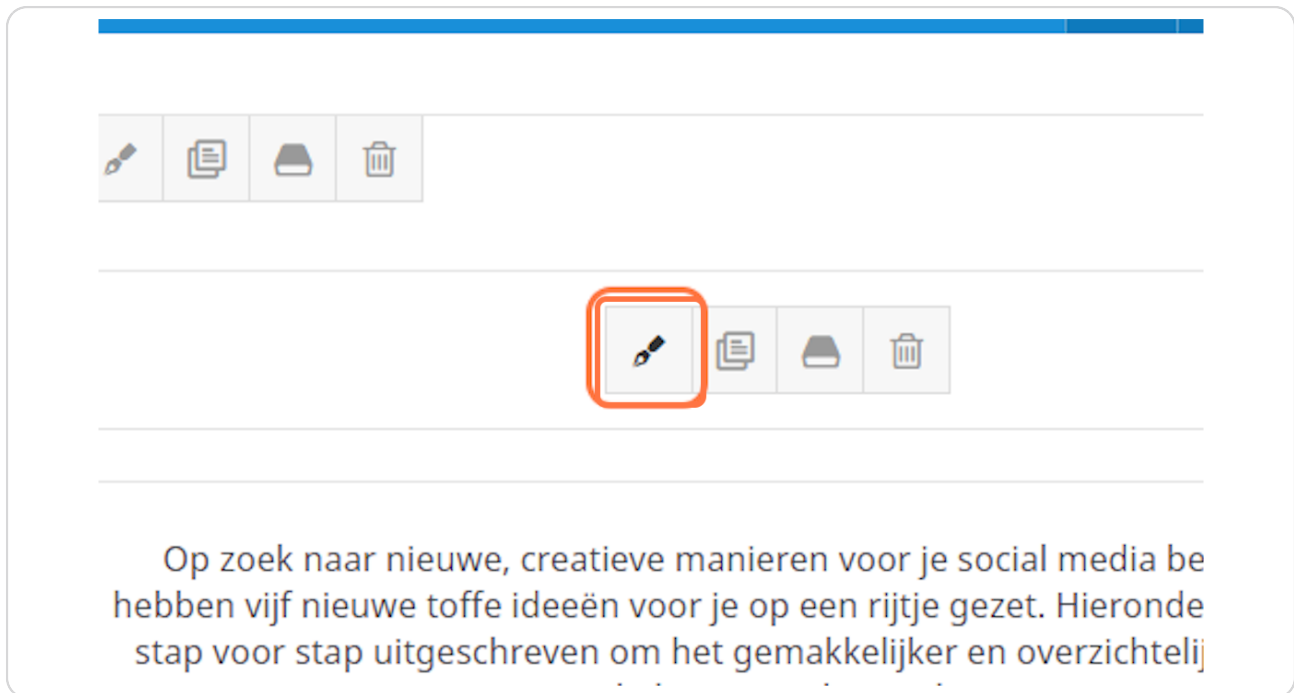 Op zoek naar nieuwe, creatieve manieren voor je social media be
hebben vijf nieuwe toffe ideeën voor je op een rijtje gezet. Hieronde
stap voor stap uitgeschreven om het gemakkelijker en overzichtelij